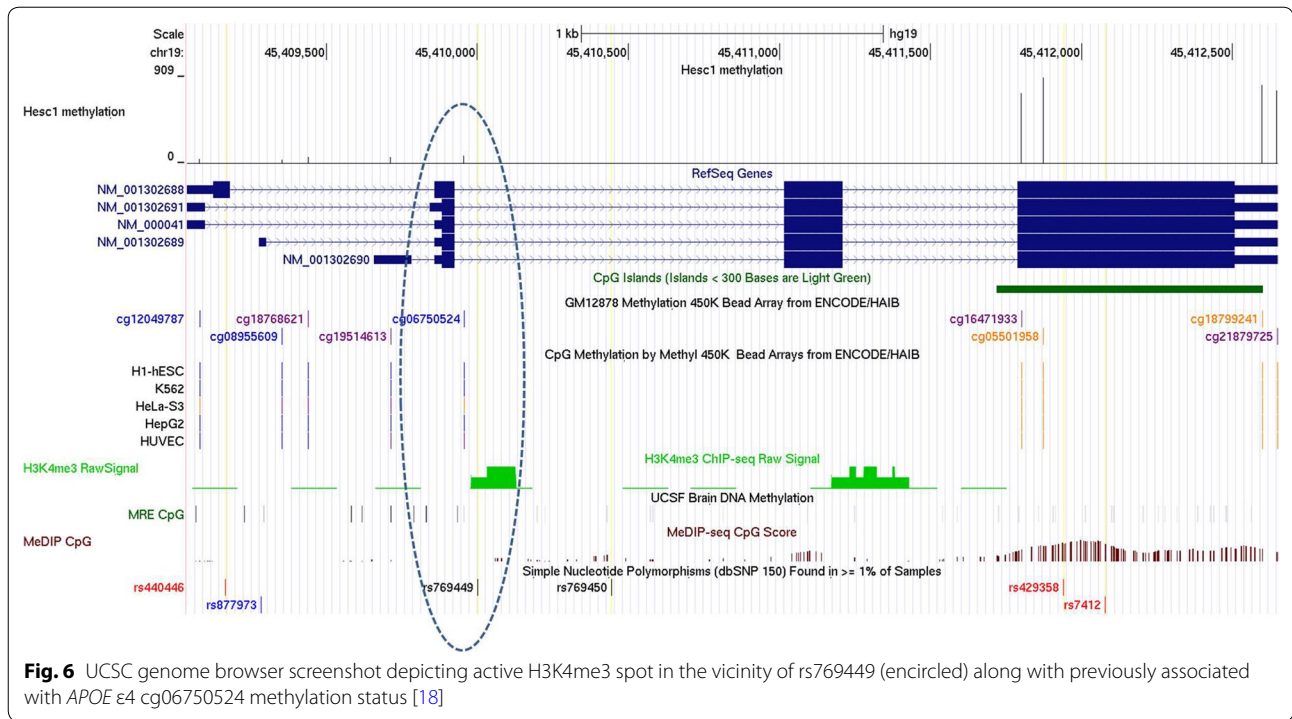 Scale 1 kb hg19
chr19: 45,409,500 45,410,000 45,410,500 45,411,000 45,411,500 45,412,000 45,412,500
909 _ Hesc1 methylation
Hesc1 methylation
0 _
RefSeq Genes
NM_001302688
NM_001302691
NM_000041
NM_001302689
NM_001302690
CpG Islands (Islands < 300 Bases are Light Green)
GM12878 Methylation 450K Bead Array from ENCODE/HAIB
cg12049787 cg18768621 cg06750524 cg16471933 cg18799241
cg08955609 cg19514613 cg05501958 cg21879725
CpG Methylation by Methyl 450K Bead Arrays from ENCODE/HAIB
H1-hESC
K562
HeLa-S3
HepG2
HUVEC
H3K4me3 ChIP-seq Raw Signal
H3K4me3 RawSignal
UCSF Brain DNA Methylation
MRE CpG
MeDIP-seq CpG Score
MeDIP CpG
Simple Nucleotide Polymorphisms (dbSNP 150) Found in >= 1% of Samples
rs440446 rs769449 rs769450 rs429358
rs877973 rs7412
Fig. 6 UCSC genome browser screenshot depicting active H3K4me3 spot in the vicinity of rs769449 (encircled) along with previously associated
with APOE ε4 cg06750524 methylation status [18]